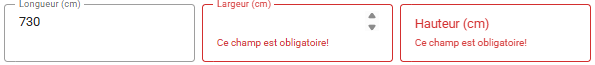 Longueur (cm)
730
Largeur (cm)
Ce champ est obligatoire!
Hauteur (cm)
Ce champ est obligatoire!